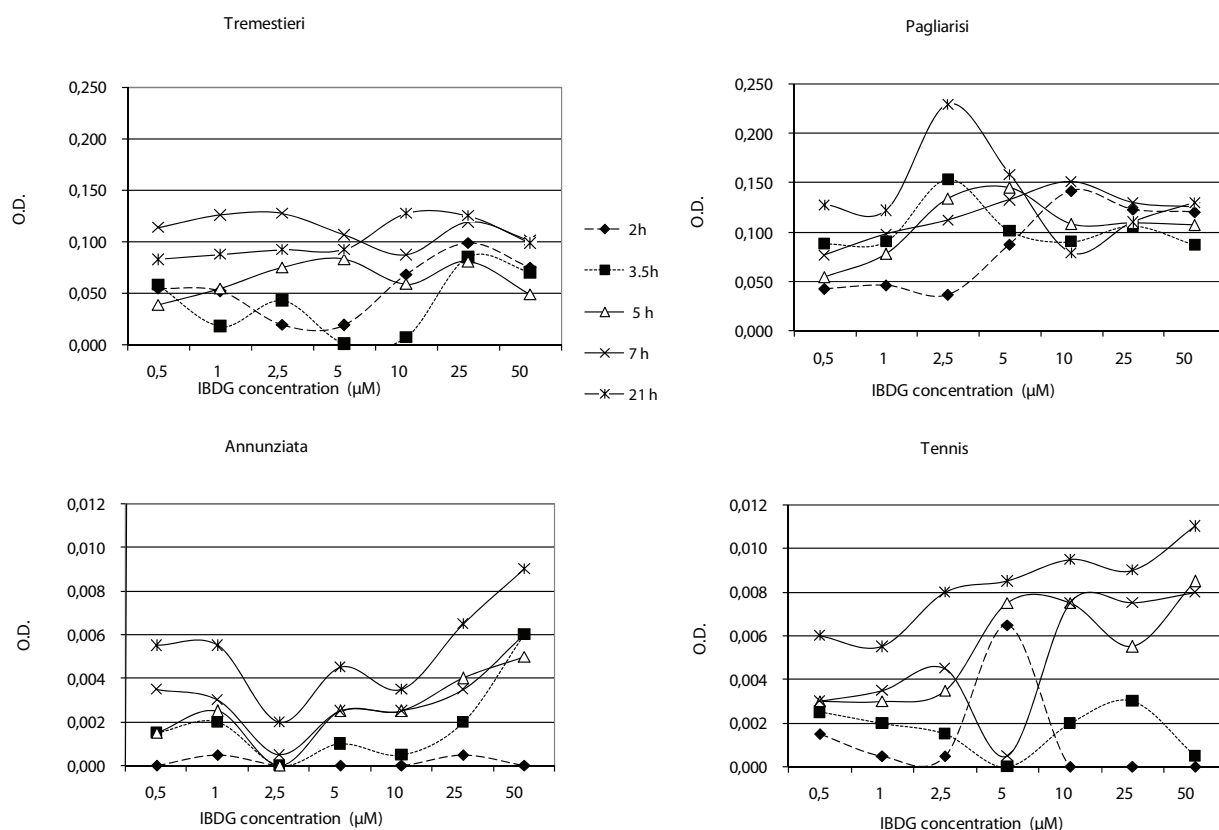 Tremestieri
0,250
0,200
0,150
0,100
0,050
0,000
O.D.
0,5 1 2,5 5 10 25 50
IBDG concentration (µM)
2h
3.5h
5 h
7 h
21 h
Pagliarisi
0,250
0,200
0,150
0,100
0,050
0,000
O.D.
0,5 1 2,5 5 10 25 50
IBDG concentration (µM)
Annunziata
0,012
0,010
0,008
0,006
0,004
0,002
0,000
O.D.
0,5 1 2,5 5 10 25 50
IBDG concentration (µM)
Tennis
0,012
0,010
0,008
0,006
0,004
0,002
0,000
O.D.
0,5 1 2,5 5 10 25 50
IBDG concentration (µM)